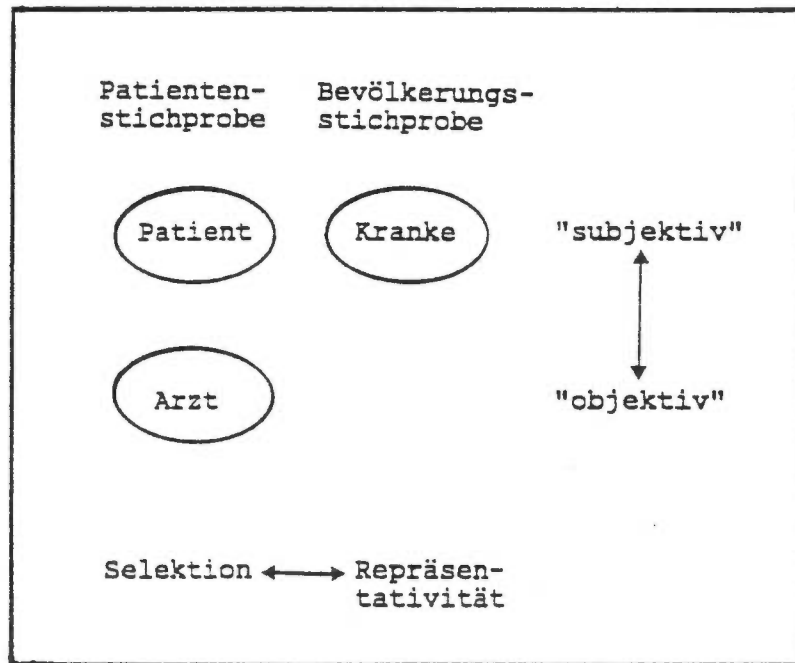 Patienten-
stichprobe
Bevölkerungs-
stichprobe
Patient
Kranke
"subjektiv"
Arzt
"objektiv"
Selektion
Repräsen-
tativität